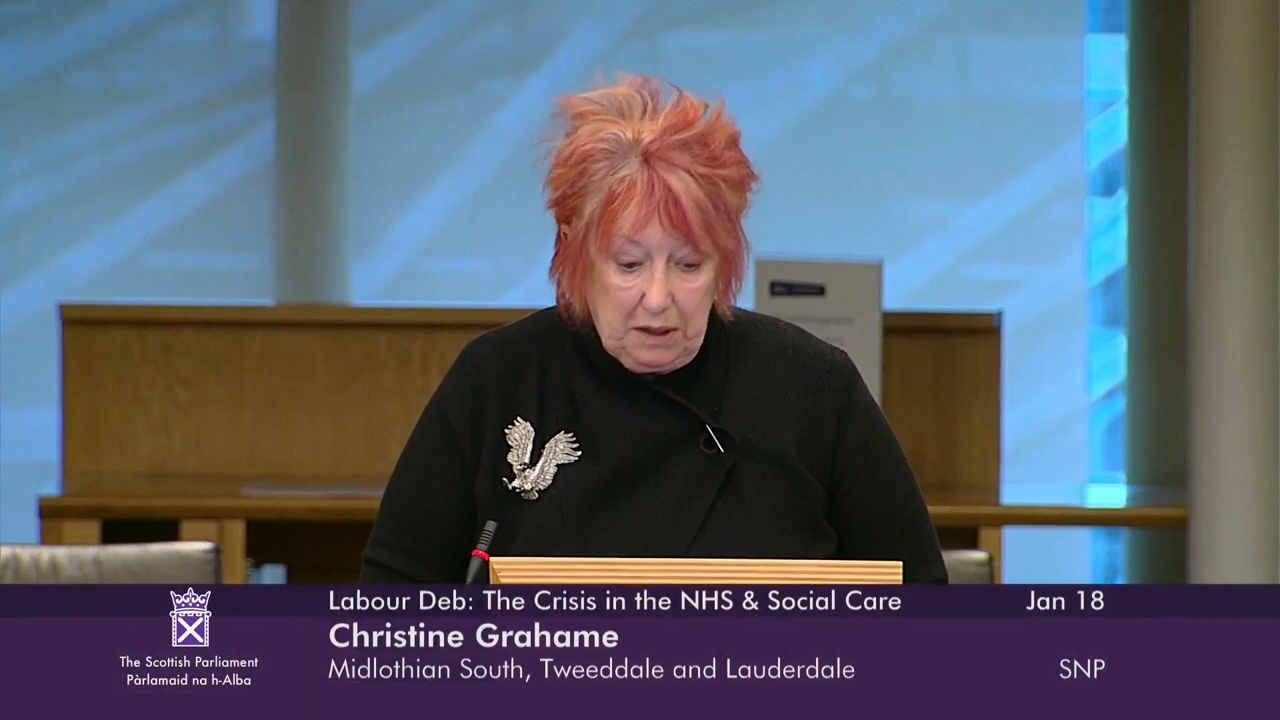 Labour Deb: The Crisis in the NHS & Social Care Jan 18
Christine Grahame
Midlothian South, Tweeddale and Lauderdale SNP
The Scottish Parliament
Pàrlamaid na h-Alba